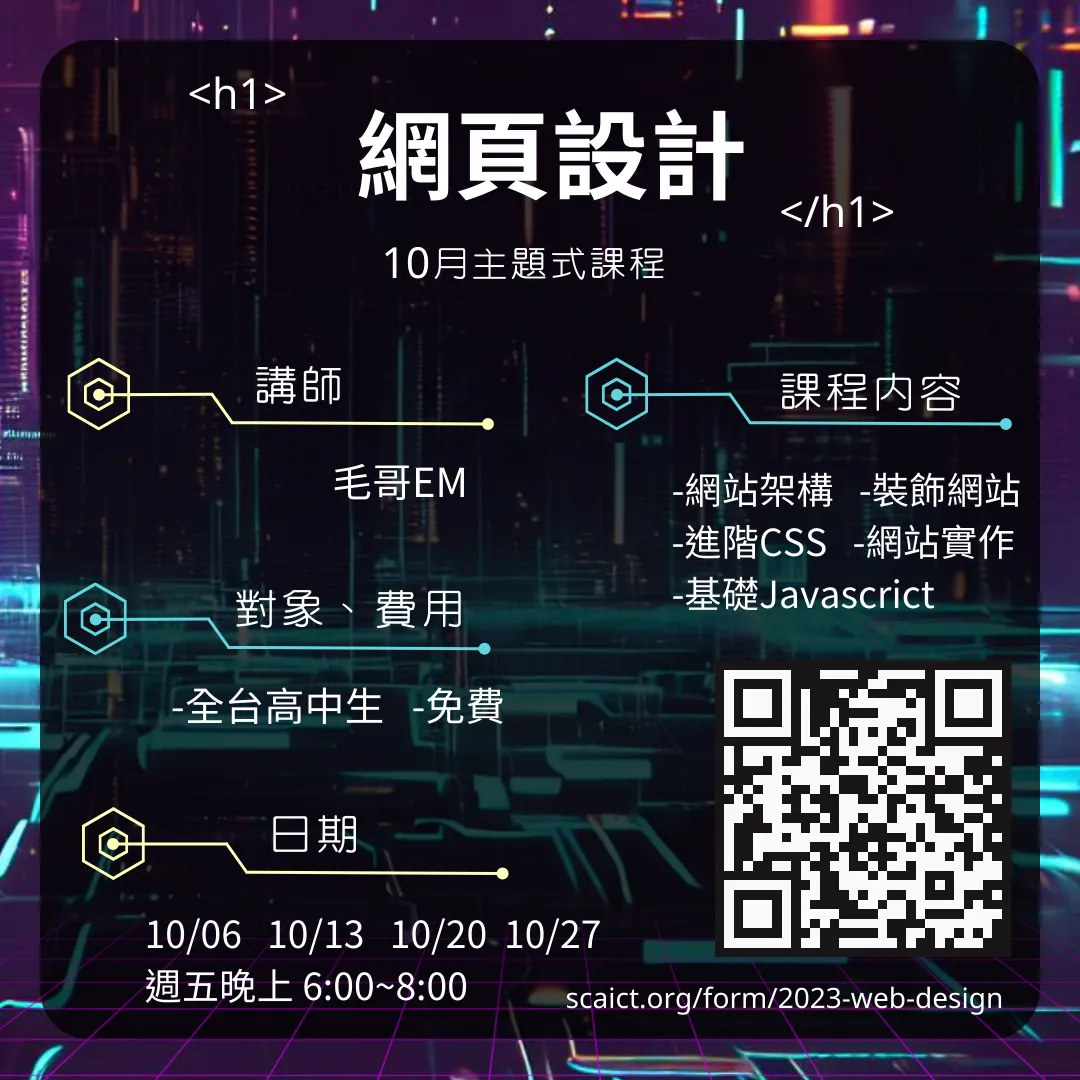 <h1>
網頁設計
</h1>
10月主題式課程
講師
毛哥EM
課程內容
-網站架構 -裝飾網站
-進階CSS -網站實作
-基礎Javascrict
對象、費用
-全台高中生 -免費
日期
10/06 10/13 10/20 10/27
週五晚上 6:00~8:00
scaict.org/form/2023-web-design